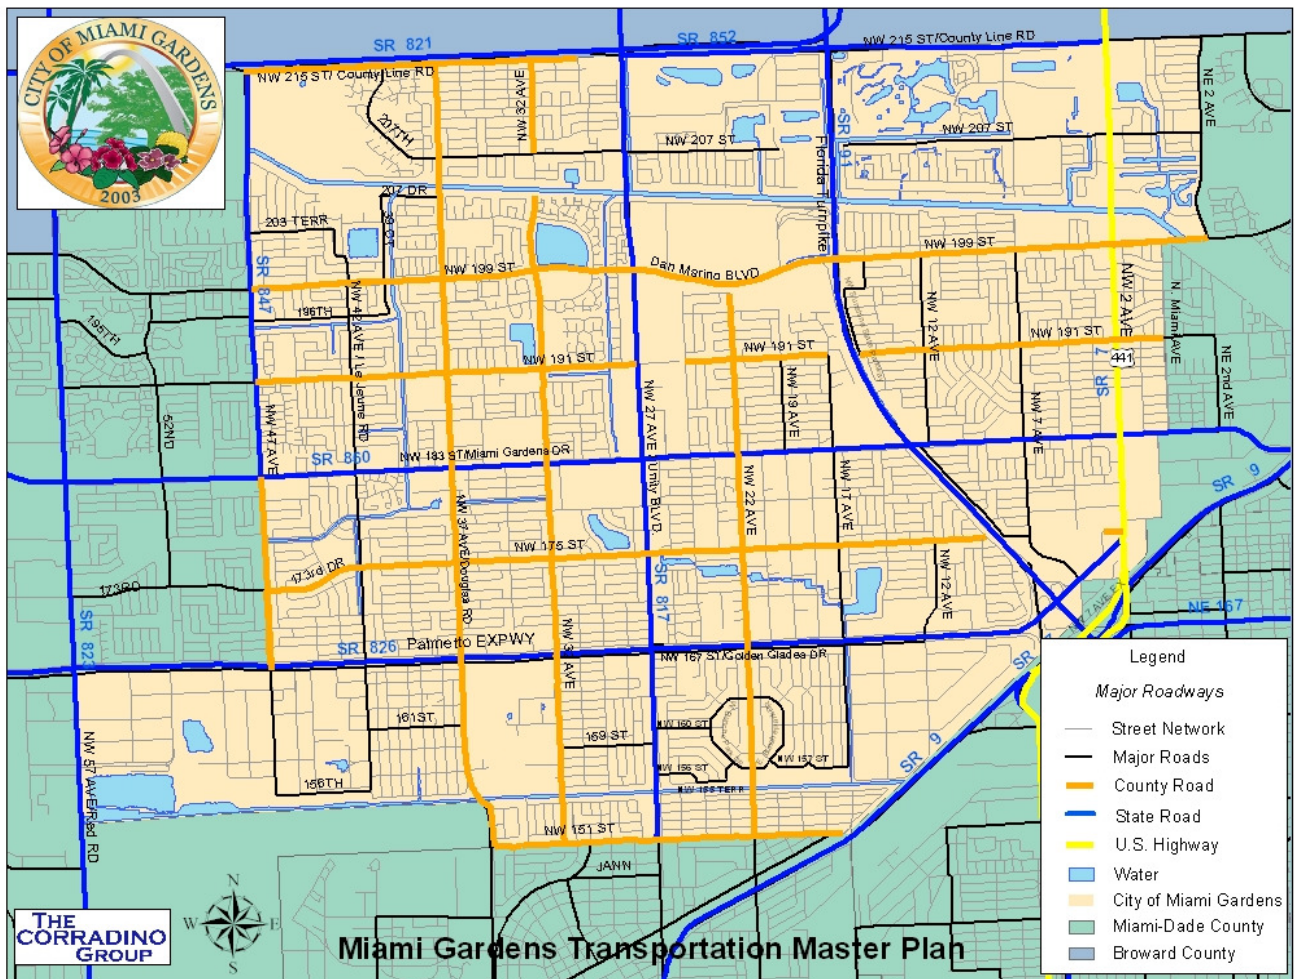 CITY OF MIAMI GARDENS
2003
SR 821
SR 852
NW 215 ST/County Line RD
NW 215 ST/ County Line RD
NW 32 AVE
NE 2 AVE
207TH
NW 207 ST
NW 207 ST
SR 91
Florida Turnpike
207 DR
203 TERR
39 CT
NW 199 ST
NW 199 ST
Dan Marino BLVD
SR 847
196TH
195TH
NW 42 AVE / Le Jeune RD
NW 12 AVE
NW 2 AVE
N. Miami AVE
NW 191 ST
NW 191 ST
NW 191 ST
441
SR 7
NE 2nd AVE
NW 19 AVE
NW 7 AVE
52ND
NW 47 AVE
NW 27 AVE / Unity BLVD.
NW 183 ST/Miami Gardens DR
SR 860
NW 22 AVE
NW 17 AVE
SR 9
NW 37 AVE/Douglas RD
NW 175 ST
173rd DR
173RD
NW 12 AVE
SR 817
NW 7 AVE EX
NE 167
SR 823
SR 826
Palmetto EXPWY
NW 167 ST/Golden Glades DR
SR
161ST
NW 160 ST
159 ST
NW 157 ST
NW 156 ST
SR 9
NW 57 AVE/Red RD
156TH
NW 155 TERR
NW 151 ST
JANN
N
W
E
S
THE
CORRADINO
GROUP
Miami Gardens Transportation Master Plan
Legend
Major Roadways
Street Network
Major Roads
County Road
State Road
U.S. Highway
Water
City of Miami Gardens
Miami-Dade County
Broward County